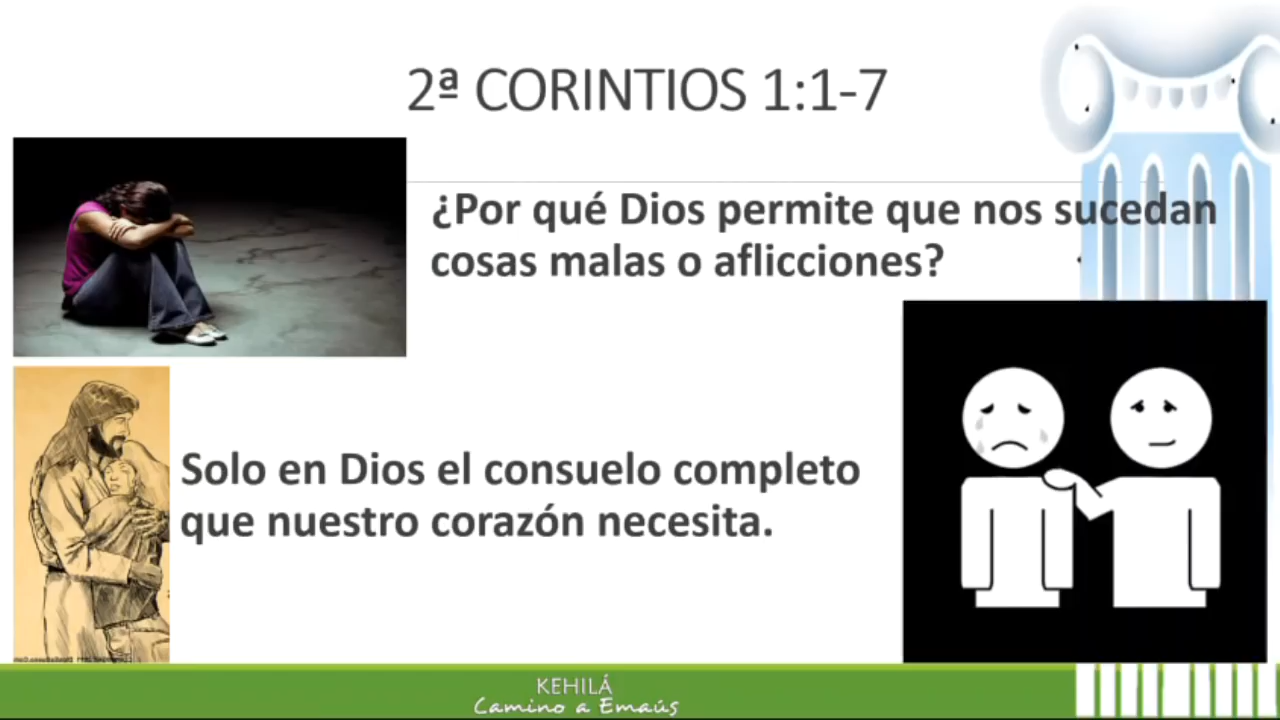 2ª CORINTIOS 1:1-7
¿Por qué Dios permite que nos sucedan
cosas malas o aflicciones?
Solo en Dios el consuelo completo
que nuestro corazón necesita.
KEHILÁ
Camino a Emaús